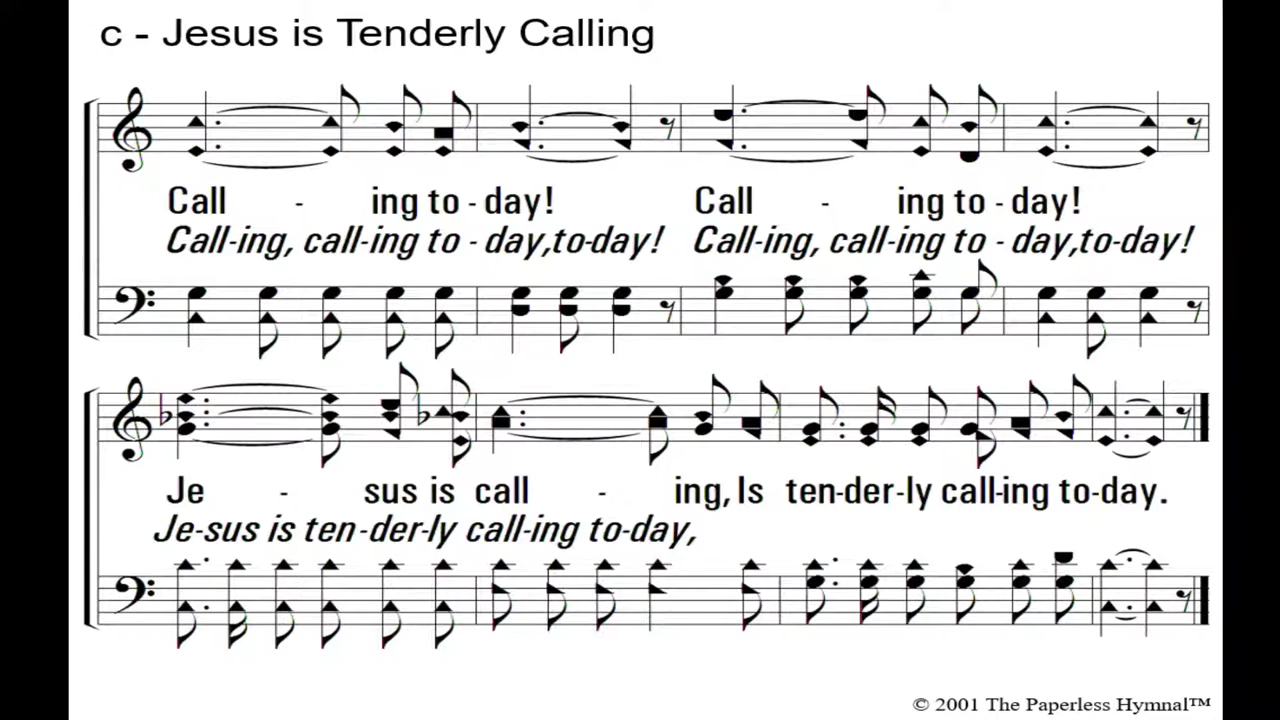 c - Jesus is Tenderly Calling
Call - ing to - day! Call - ing to - day!
Call-ing, call-ing to - day,to-day! Call-ing, call-ing to - day,to-day!
Je - sus is call - ing, Is ten-der-ly call-ing to-day.
Je-sus is ten-der-ly call-ing to-day,
© 2001 The Paperless Hymnal™